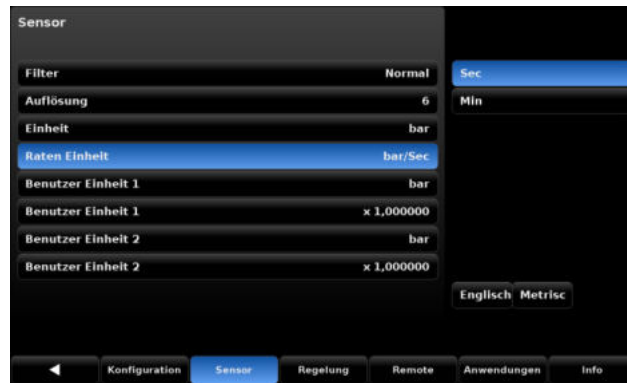 Sensor
Filter Normal
Auflösung 6
Einheit bar
Raten Einheit bar/Sec
Benutzer Einheit 1 bar
Benutzer Einheit 1 x 1,000000
Benutzer Einheit 2 bar
Benutzer Einheit 2 x 1,000000
Sec
Min
Englisch Metrisc
Konfiguration Sensor Regelung Remote Anwendungen Info